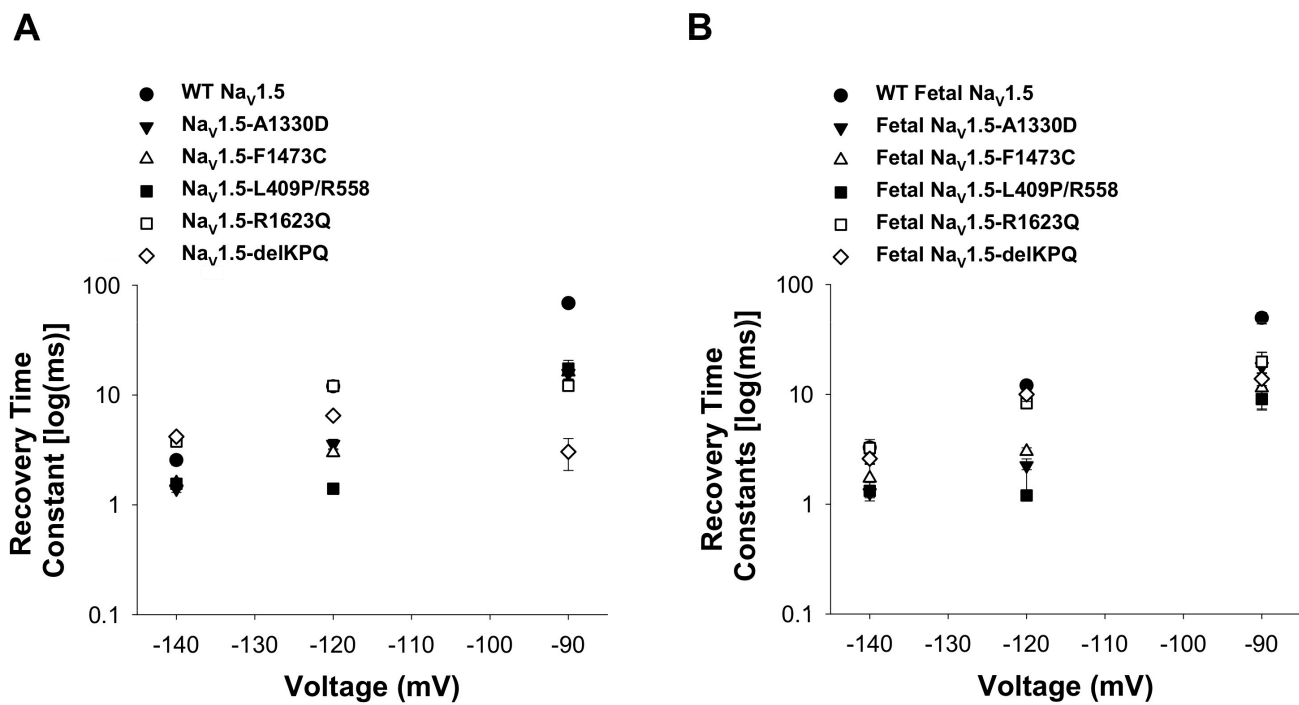 A
WT NaV1.5
NaV1.5-A1330D
NaV1.5-F1473C
NaV1.5-L409P/R558
NaV1.5-R1623Q
NaV1.5-delKPQ
100
10
1
0.1
Recovery Time
Constant [log(ms)]
-140 -130 -120 -110 -100 -90
Voltage (mV)
B
WT Fetal NaV1.5
Fetal NaV1.5-A1330D
Fetal NaV1.5-F1473C
Fetal NaV1.5-L409P/R558
Fetal NaV1.5-R1623Q
Fetal NaV1.5-delKPQ
100
10
1
0.1
Recovery Time
Constants [log(ms)]
-140 -130 -120 -110 -100 -90
Voltage (mV)